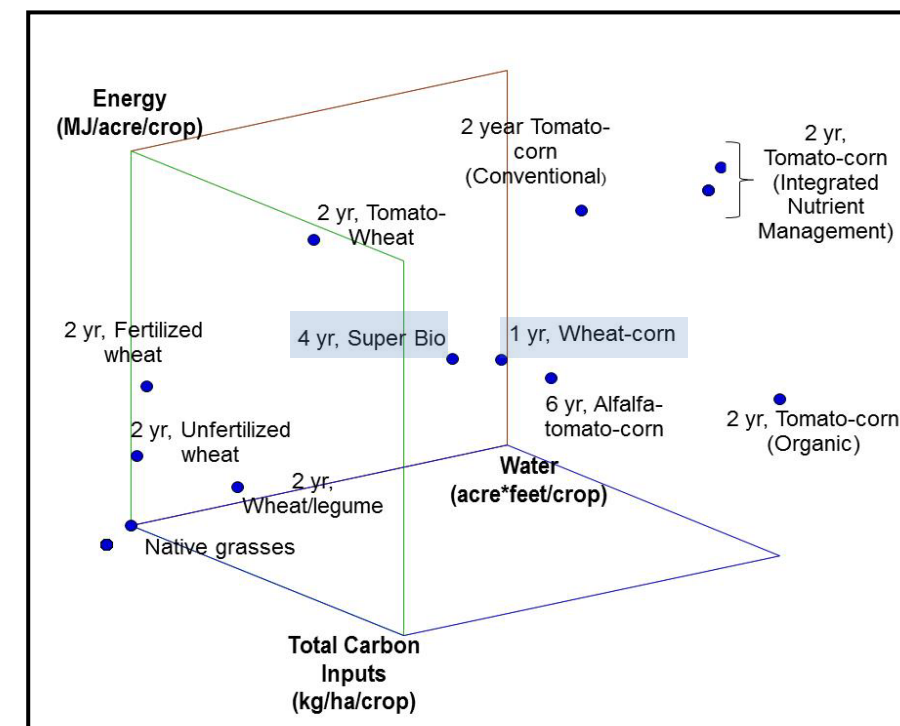 Energy
(MJ/acre/crop)
2 year Tomato-
corn
(Conventional)
2 yr,
Tomato-corn
(Integrated
Nutrient
Management)
2 yr, Tomato-
Wheat
2 yr, Fertilized
wheat
4 yr, Super Bio
1 yr, Wheat-corn
6 yr, Alfalfa-
tomato-corn
2 yr, Tomato-corn
(Organic)
2 yr, Unfertilized
wheat
2 yr,
Wheat/legume
Water
(acre*feet/crop)
Native grasses
Total Carbon
Inputs
(kg/ha/crop)